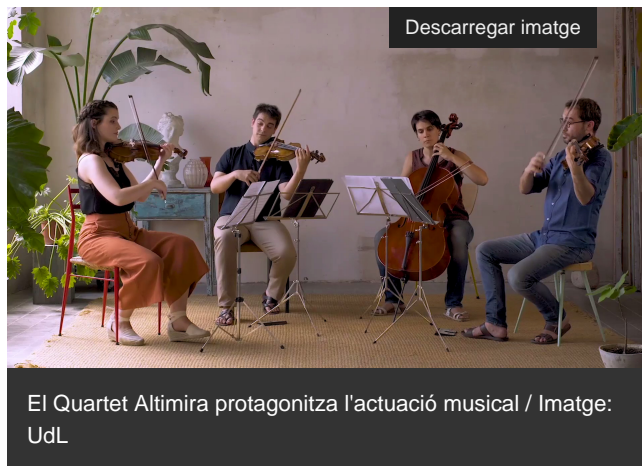 Descarregar imatge
El Quartet Altimira protagonitza l'actuació musical / Imatge:
UdL